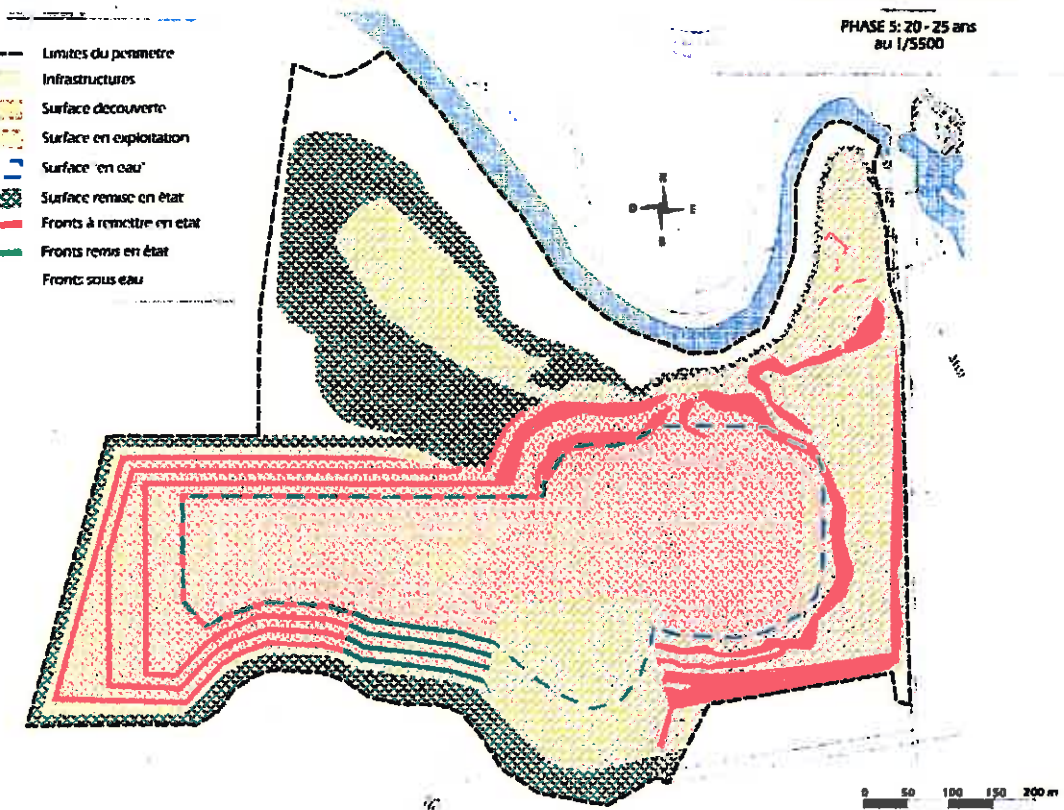 PHASE 5: 20 - 25 ans
au 1/5500
Limites du perimetre
Infrastructures
Surface decouverte
Surface en exploitation
Surface "en eau"
Surface remise en état
Fronts à remettre en etat
Fronts remis en état
Fronts sous eau
N
O E
S
0 50 100 150 200 m